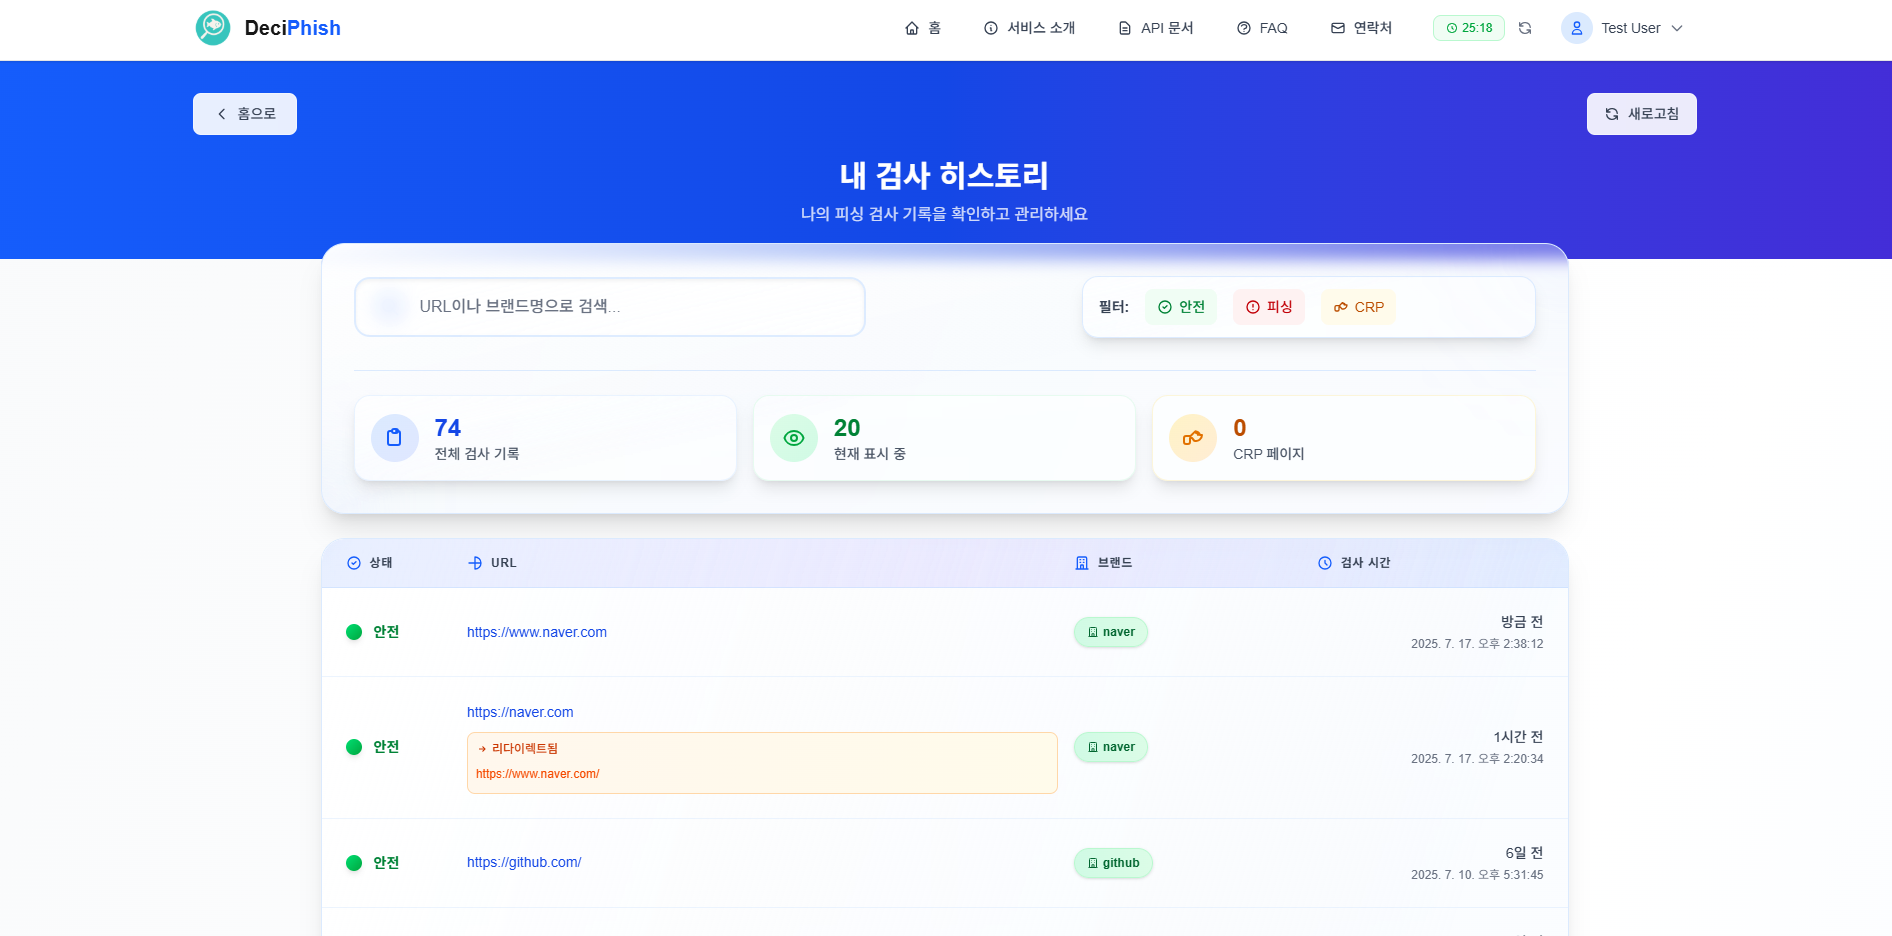 DeciPhish
홈
서비스 소개
API 문서
FAQ
연락처
25:18
Test User
홈으로
새로고침
내 검사 히스토리
나의 피싱 검사 기록을 확인하고 관리하세요
URL이나 브랜드명으로 검색...
필터:
안전
피싱
CRP
74
전체 검사 기록
20
현재 표시 중
0
CRP 페이지
상태
URL
브랜드
검사 시간
안전
https://www.naver.com
naver
방금 전
2025. 7. 17. 오후 2:38:12
안전
https://naver.com
리다이렉트됨
https://www.naver.com/
naver
1시간 전
2025. 7. 17. 오후 2:20:34
안전
https://github.com/
github
6일 전
2025. 7. 10. 오후 5:31:45